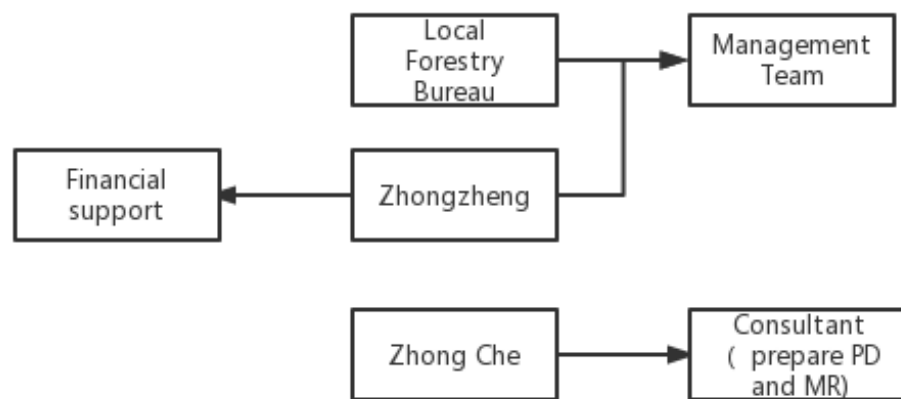 Local
Forestry
Bureau
Management
Team
Financial
support
Zhongzheng
Zhong Che
Consultant
( prepare PD
and MR)